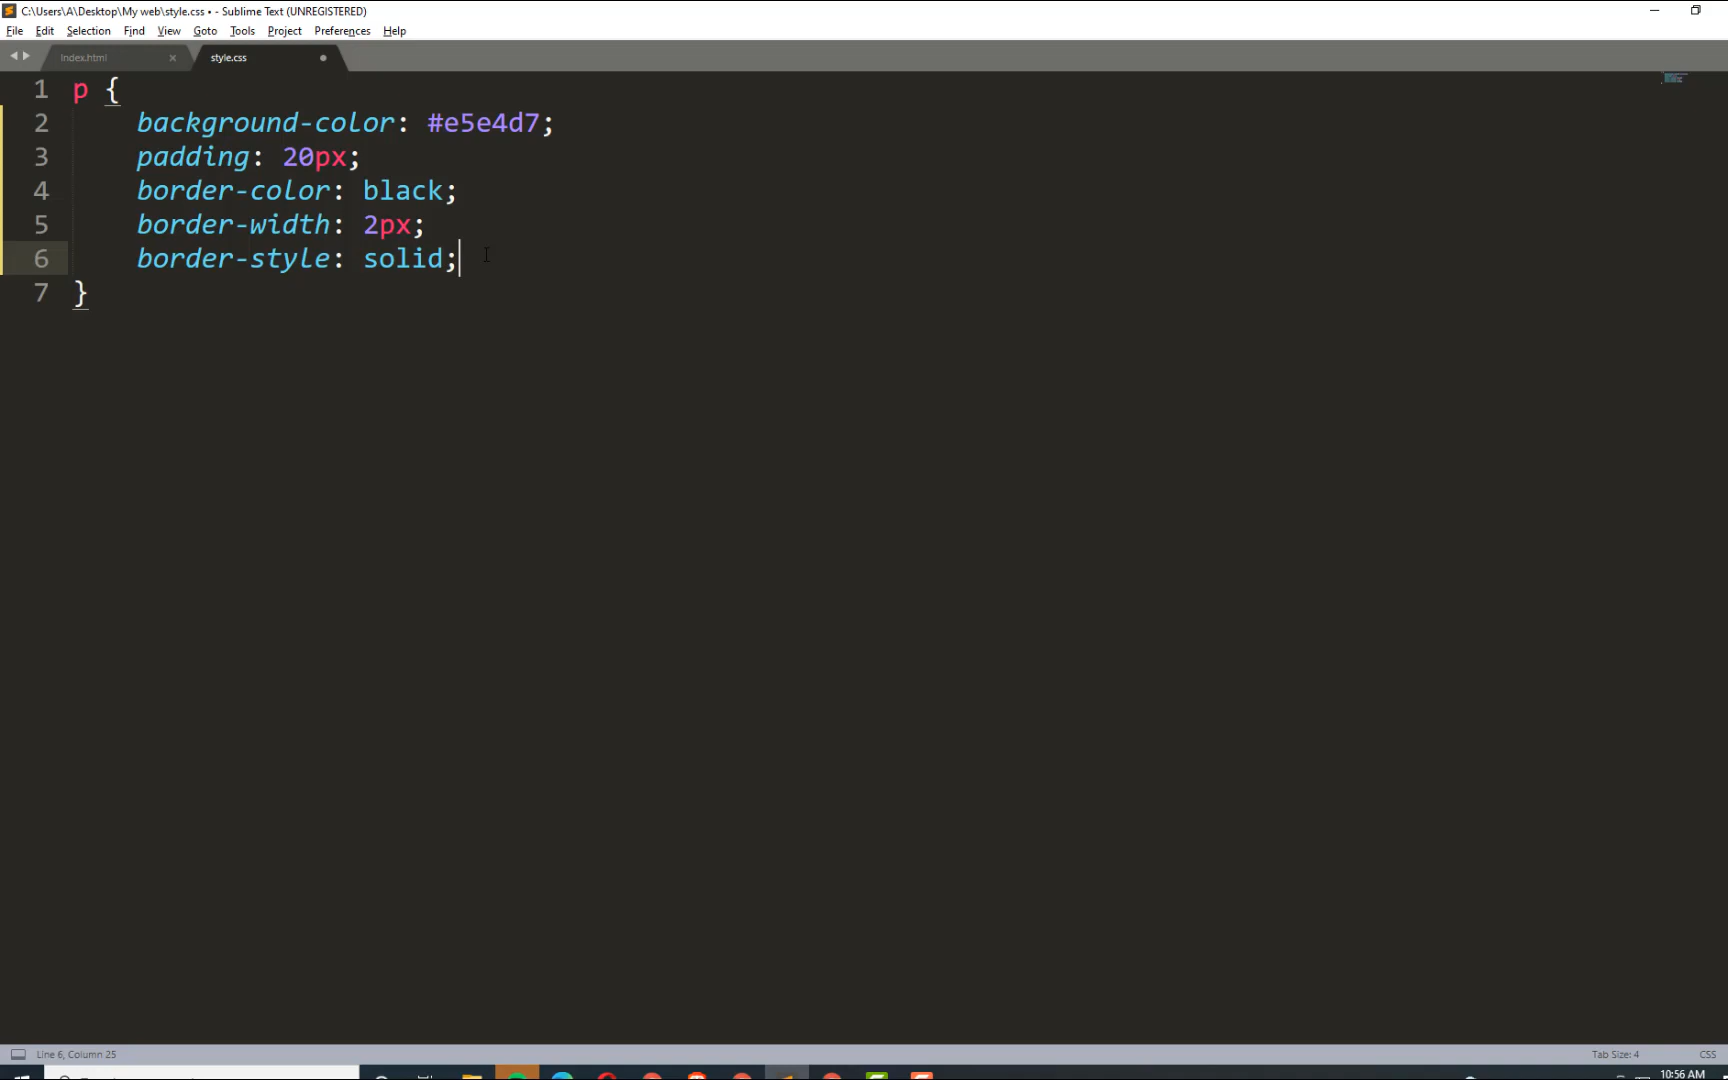 C:\Users\A\Desktop\My web\style.css • - Sublime Text (UNREGISTERED)
File Edit Selection Find View Goto Tools Project Preferences Help
index.html × style.css
1 p {
2 background-color: #e5e4d7;
3 padding: 20px;
4 border-color: black;
5 border-width: 2px;
6 border-style: solid;
7 }
Line 6, Column 25 Tab Size: 4 CSS
10:56 AM